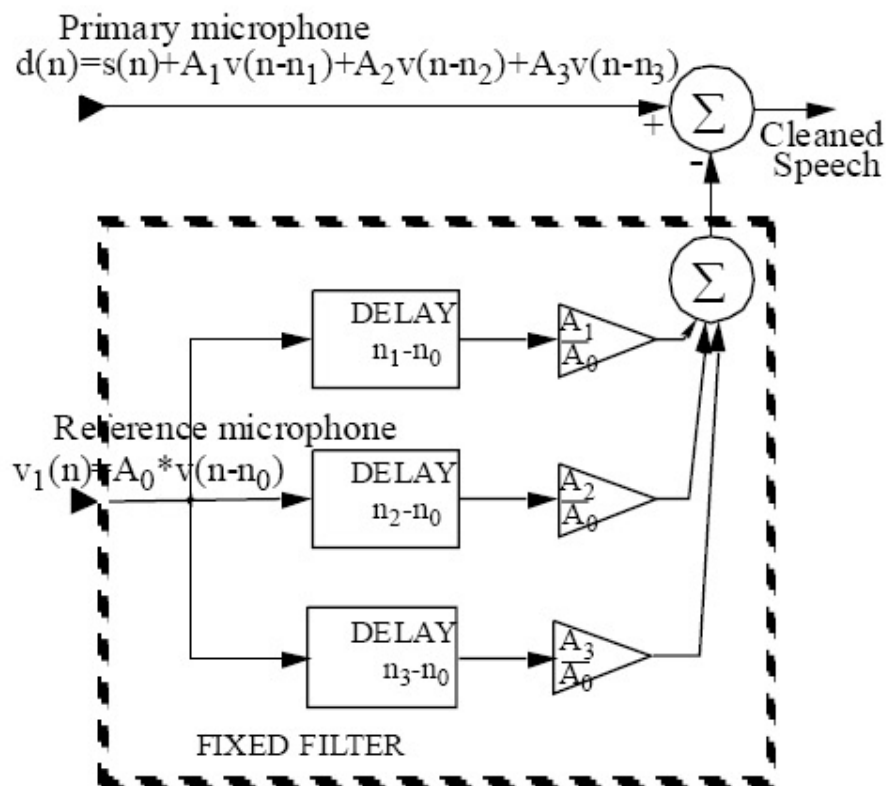 Primary microphone
d(n)=s(n)+A₁v(n-n₁)+A₂v(n-n₂)+A₃v(n-n₃)
+
Σ
Cleaned
Speech
-
Σ
DELAY
n₁-n₀
A₁
A₀
Reference microphone
v₁(n)=A₀*v(n-n₀)
DELAY
n₂-n₀
A₂
A₀
DELAY
n₃-n₀
A₃
A₀
FIXED FILTER